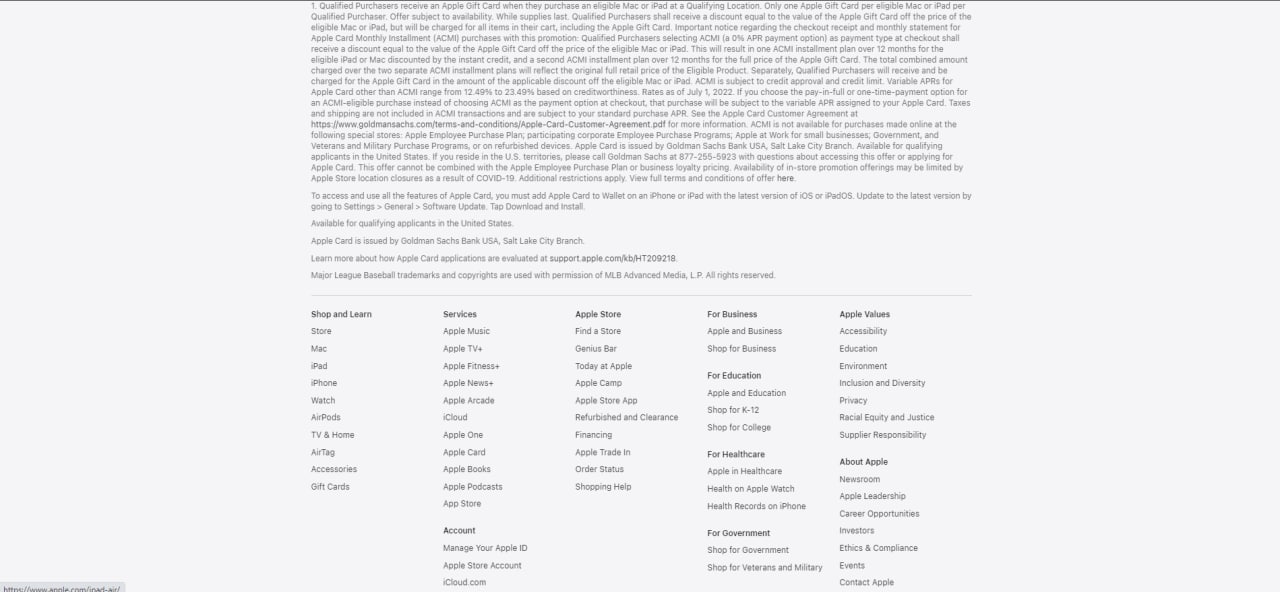 1. Qualified Purchasers receive an Apple Gift Card when they purchase an eligible Mac or iPad at a Qualifying Location. Only one Apple Gift Card per eligible Mac or iPad per
Qualified Purchaser. Offer subject to availability. While supplies last. Qualified Purchasers shall receive a discount equal to the value of the Apple Gift Card off the price of the
eligible Mac or iPad, but will be charged for all items in their cart, including the Apple Gift Card. Important notice regarding the checkout receipt and monthly statement for
Apple Card Monthly Installment (ACMI) purchases with this promotion: Qualified Purchasers selecting ACMI (a 0% APR payment option) as payment type at checkout shall
receive a discount equal to the value of the Apple Gift Card off the price of the eligible Mac or iPad. This will result in one ACMI installment plan over 12 months for the
eligible iPad or Mac discounted by the instant credit, and a second ACMI installment plan over 12 months for the full price of the Apple Gift Card. The total combined amount
charged over the two separate ACMI installment plans will reflect the original full retail price of the Eligible Product. Separately, Qualified Purchasers will receive and be
charged for the Apple Gift Card in the amount of the applicable discount off the eligible Mac or iPad. ACMI is subject to credit approval and credit limit. Variable APRs for
Apple Card other than ACMI range from 12.49% to 23.49% based on creditworthiness. Rates as of July 1, 2022. If you choose the pay-in-full or one-time-payment option for
an ACMI-eligible purchase instead of choosing ACMI as the payment option at checkout, that purchase will be subject to the variable APR assigned to your Apple Card. Taxes
and shipping are not included in ACMI transactions and are subject to your standard purchase APR. See the Apple Card Customer Agreement at
https://www.goldmansachs.com/terms-and-conditions/Apple-Card-Customer-Agreement.pdf for more information. ACMI is not available for purchases made online at the
following special stores: Apple Employee Purchase Plan; participating corporate Employee Purchase Programs; Apple at Work for small businesses; Government, and
Veterans and Military Purchase Programs, or on refurbished devices. Apple Card is issued by Goldman Sachs Bank USA, Salt Lake City Branch. Available for qualifying
applicants in the United States. If you reside in the U.S. territories, please call Goldman Sachs at 877-255-5923 with questions about accessing this offer or applying for
Apple Card. This offer cannot be combined with the Apple Employee Purchase Plan or business loyalty pricing. Availability of in-store promotion offerings may be limited by
Apple Store location closures as a result of COVID-19. Additional restrictions apply. View full terms and conditions of offer here.
To access and use all the features of Apple Card, you must add Apple Card to Wallet on an iPhone or iPad with the latest version of iOS or iPadOS. Update to the latest version by
going to Settings > General > Software Update. Tap Download and Install.
Available for qualifying applicants in the United States.
Apple Card is issued by Goldman Sachs Bank USA, Salt Lake City Branch.
Learn more about how Apple Card applications are evaluated at support.apple.com/kb/HT209218.
Major League Baseball trademarks and copyrights are used with permission of MLB Advanced Media, L.P. All rights reserved.
Shop and Learn
Store
Mac
iPad
iPhone
Watch
AirPods
TV & Home
AirTag
Accessories
Gift Cards
Services
Apple Music
Apple TV+
Apple Fitness+
Apple News+
Apple Arcade
iCloud
Apple One
Apple Card
Apple Books
Apple Podcasts
App Store
Account
Manage Your Apple ID
Apple Store Account
iCloud.com
Apple Store
Find a Store
Genius Bar
Today at Apple
Apple Camp
Apple Store App
Refurbished and Clearance
Financing
Apple Trade In
Order Status
Shopping Help
For Business
Apple and Business
Shop for Business
For Education
Apple and Education
Shop for K-12
Shop for College
For Healthcare
Apple in Healthcare
Health on Apple Watch
Health Records on iPhone
For Government
Shop for Government
Shop for Veterans and Military
Apple Values
Accessibility
Education
Environment
Inclusion and Diversity
Privacy
Racial Equity and Justice
Supplier Responsibility
About Apple
Newsroom
Apple Leadership
Career Opportunities
Investors
Ethics & Compliance
Events
Contact Apple
https://www.apple.com/ipad-air/